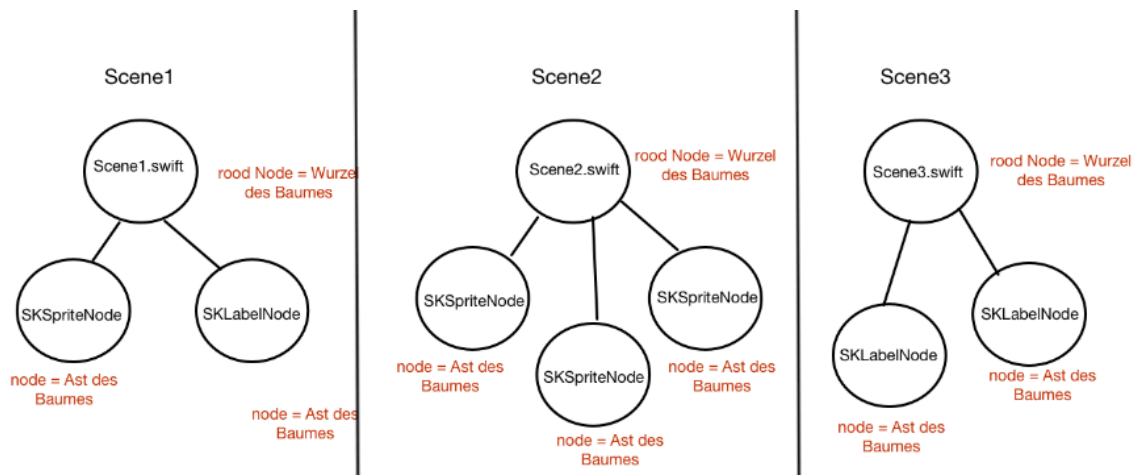 Scene1
Scene1.swift
rood Node = Wurzel
des Baumes
SKSpriteNode
SKLabelNode
node = Ast des
Baumes
node = Ast des
Baumes
Scene2
Scene2.swift
rood Node = Wurzel
des Baumes
SKSpriteNode
SKSpriteNode
SKSpriteNode
node = Ast des
Baumes
node = Ast des
Baumes
node = Ast des
Baumes
Scene3
Scene3.swift
rood Node = Wurzel
des Baumes
SKLabelNode
SKLabelNode
node = Ast des
Baumes
node = Ast des
Baumes